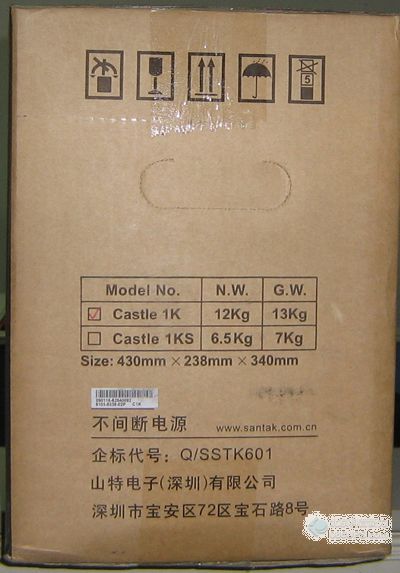 5
Model No. N.W. G.W.
Castle 1K 12Kg 13Kg
Castle 1KS 6.5Kg 7Kg
Size: 430mm × 238mm × 340mm
C1K
不间断电源 www.santak.com.cn
企标代号: Q/SSTK601
山特电子(深圳)有限公司
深圳市宝安区72区宝石路8号